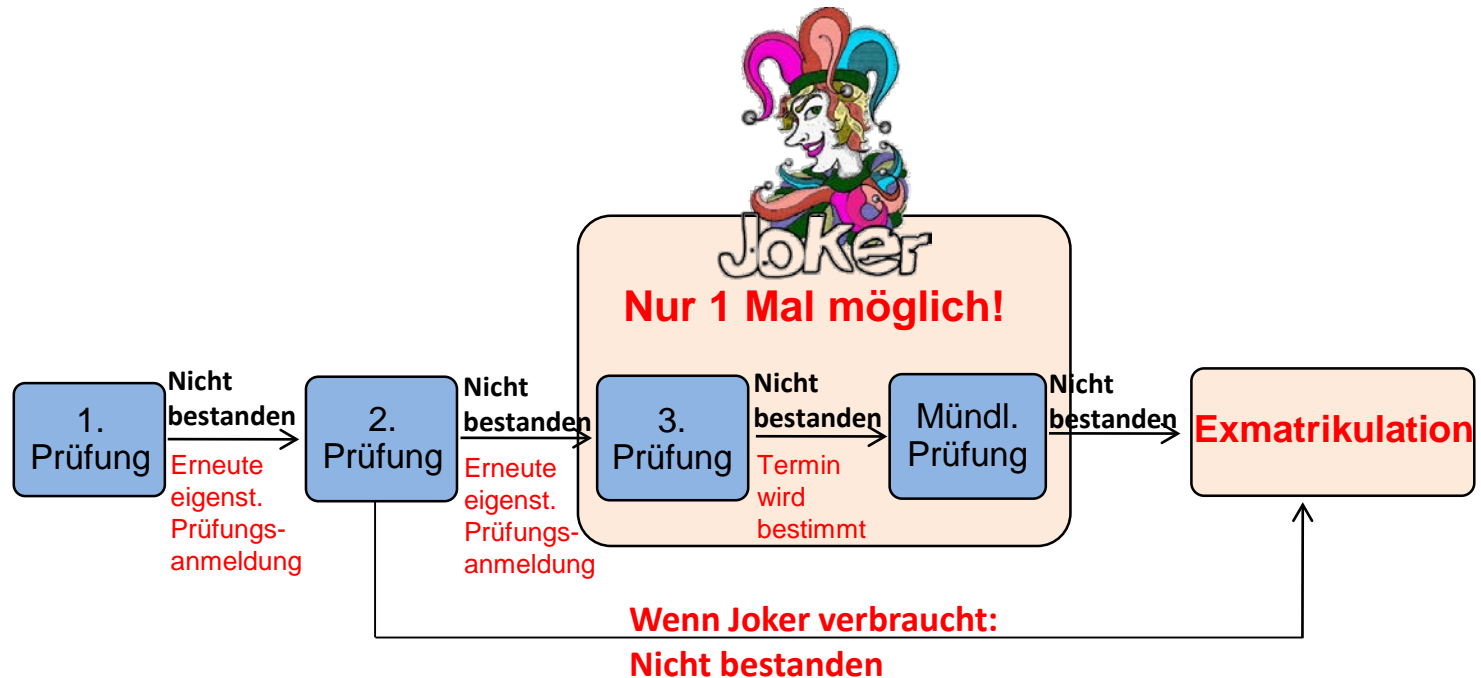 Joker
Nur 1 Mal möglich!
1.
Prüfung
Nicht
bestanden
Erneute
eigenst.
Prüfungs-
anmeldung
2.
Prüfung
Nicht
bestanden
Erneute
eigenst.
Prüfungs-
anmeldung
3.
Prüfung
Nicht
bestanden
Termin
wird
bestimmt
Mündl.
Prüfung
Nicht
bestanden
Exmatrikulation
Wenn Joker verbraucht:
Nicht bestanden